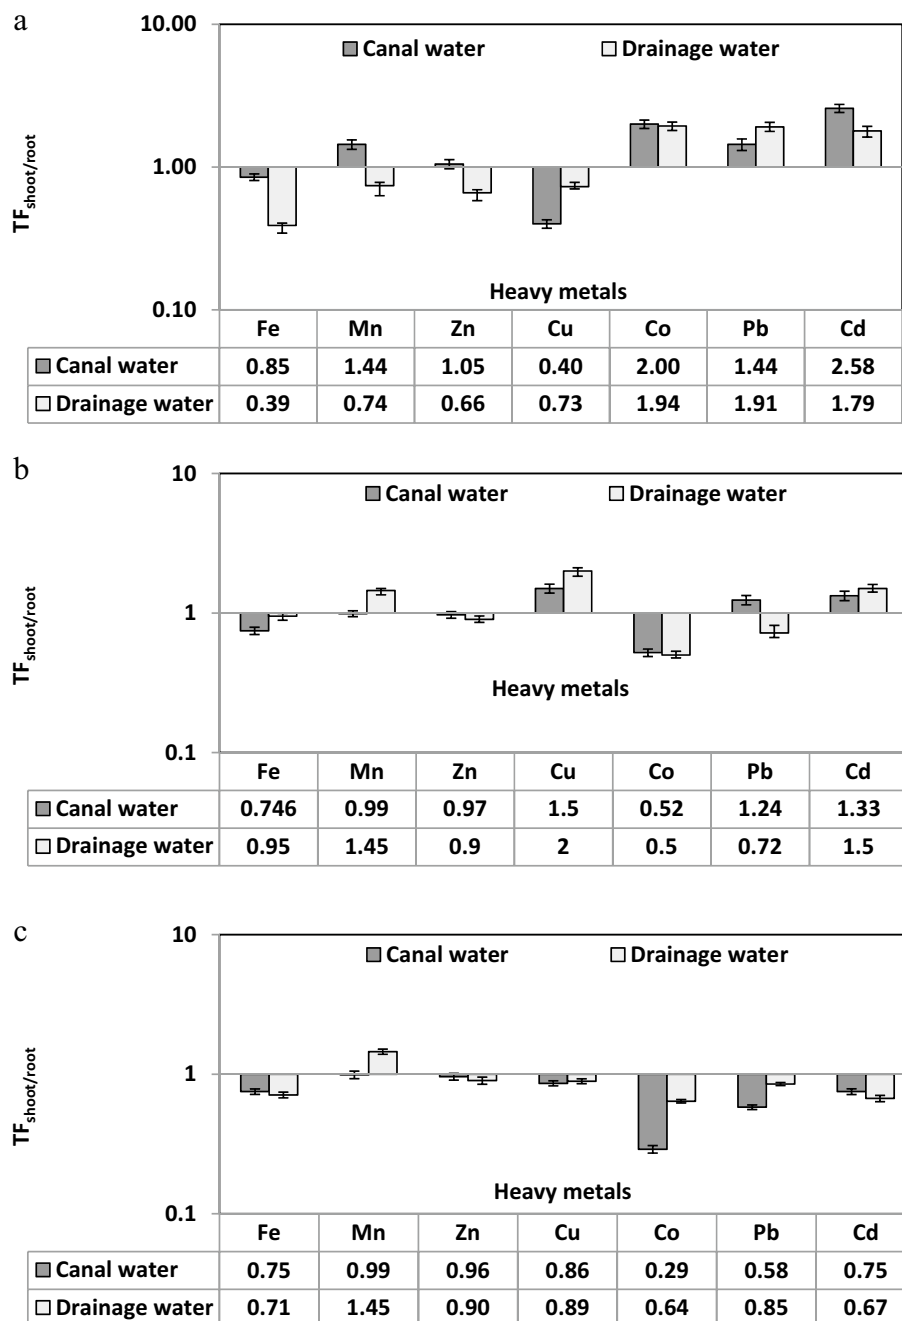 a
10.00
Canal water Drainage water
1.00
TFshoot/root
Heavy metals
0.10
Fe Mn Zn Cu Co Pb Cd
Canal water 0.85 1.44 1.05 0.40 2.00 1.44 2.58
Drainage water 0.39 0.74 0.66 0.73 1.94 1.91 1.79
b
10
Canal water Drainage water
1
TFshoot/root
Heavy metals
0.1
Fe Mn Zn Cu Co Pb Cd
Canal water 0.746 0.99 0.97 1.5 0.52 1.24 1.33
Drainage water 0.95 1.45 0.9 2 0.5 0.72 1.5
c
10
Canal water Drainage water
1
TFshoot/root
Heavy metals
0.1
Fe Mn Zn Cu Co Pb Cd
Canal water 0.75 0.99 0.96 0.86 0.29 0.58 0.75
Drainage water 0.71 1.45 0.90 0.89 0.64 0.85 0.67